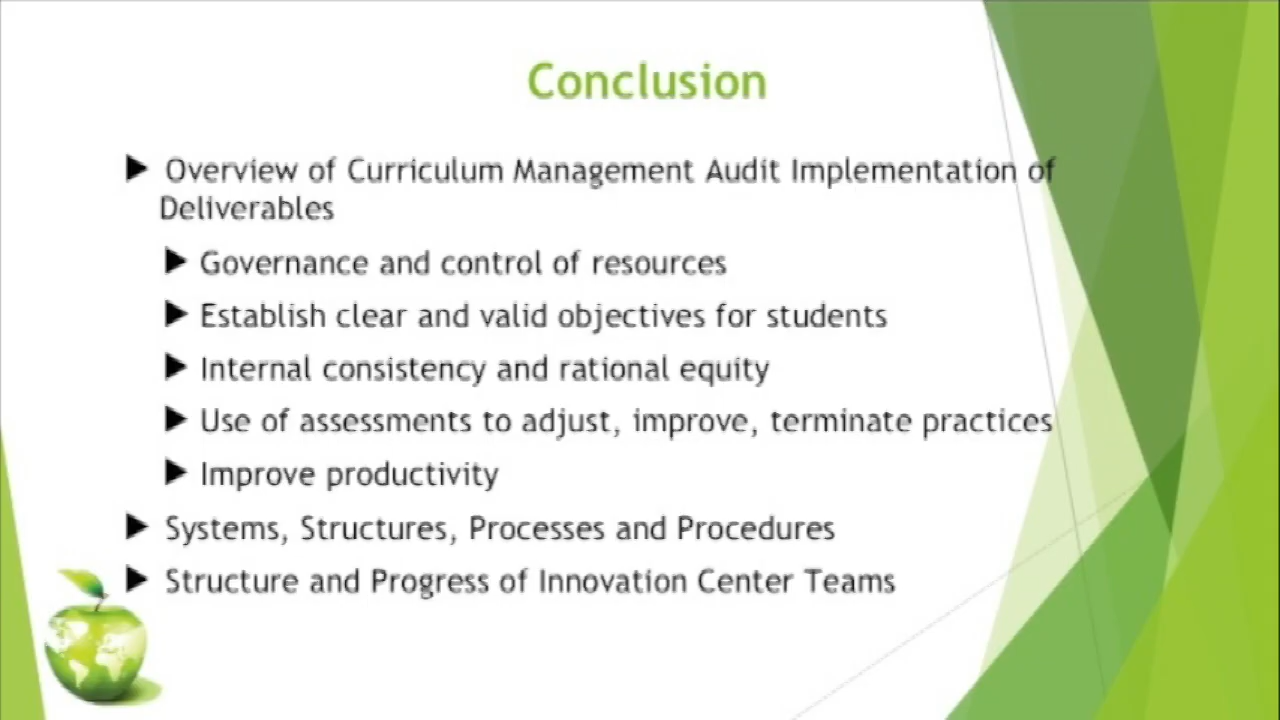 Conclusion
Overview of Curriculum Management Audit Implementation of
Deliverables
Governance and control of resources
Establish clear and valid objectives for students
Internal consistency and rational equity
Use of assessments to adjust, improve, terminate practices
Improve productivity
Systems, Structures, Processes and Procedures
Structure and Progress of Innovation Center Teams